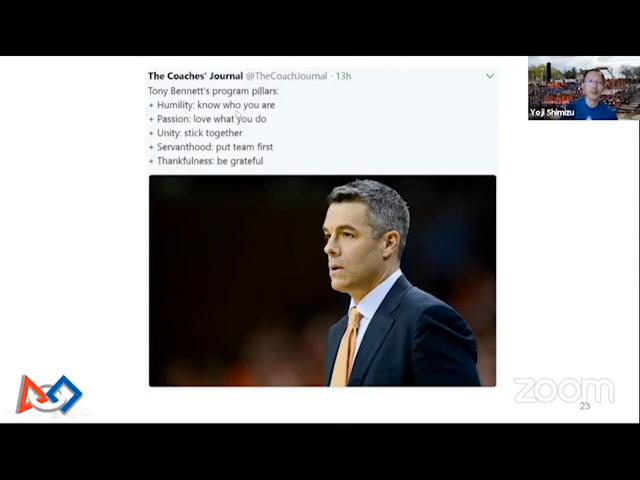 The Coaches' Journal @TheCoachJournal · 13h
Tony Bennett's program pillars:
+ Humility: know who you are
+ Passion: love what you do
+ Unity: stick together
+ Servanthood: put team first
+ Thankfulness: be grateful
Yoji Shimizu
zoom
23